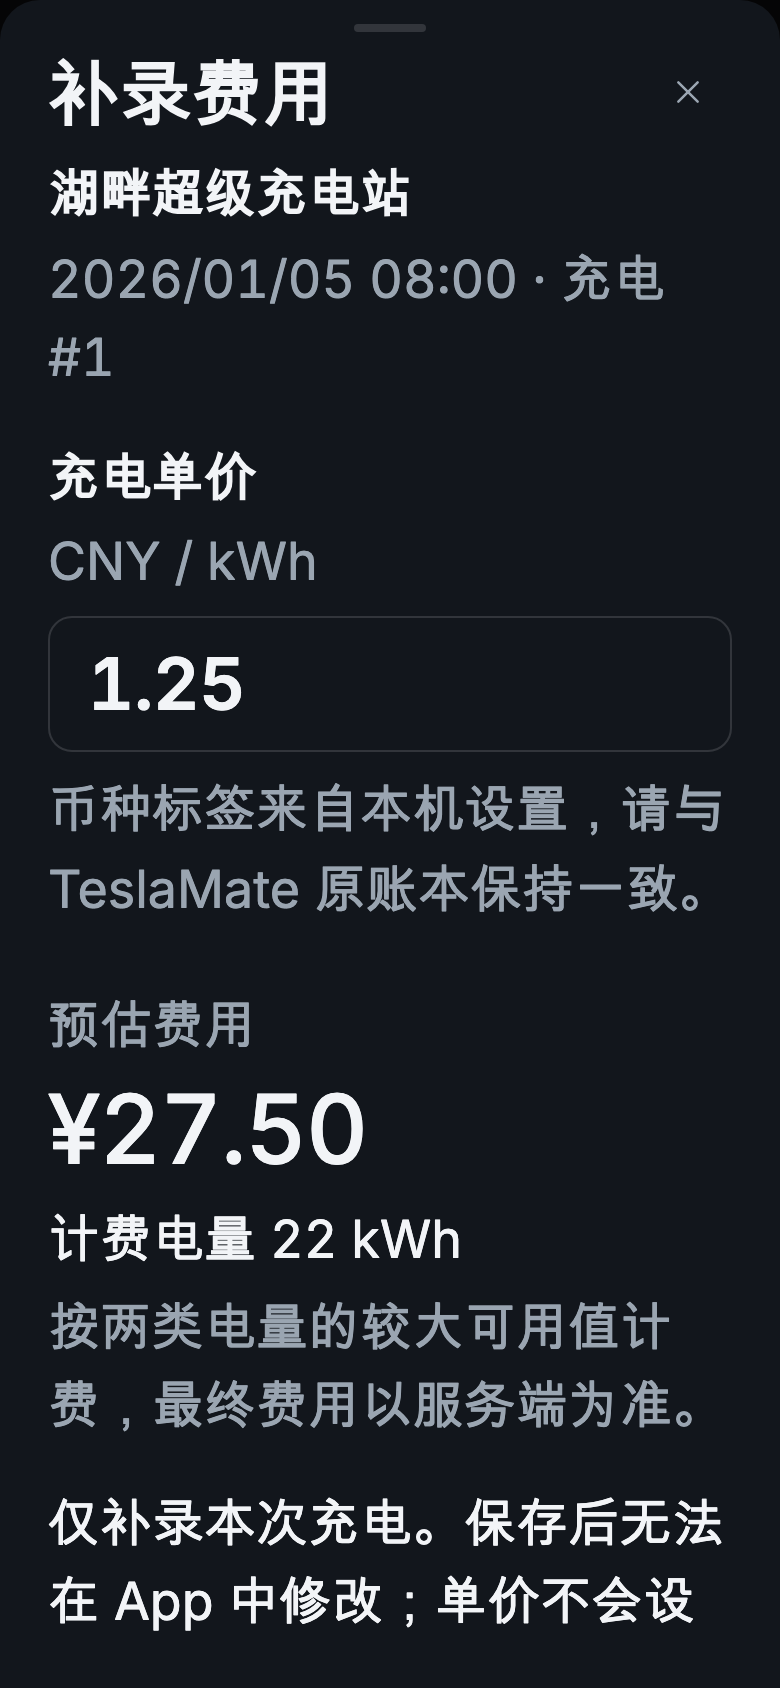 补录费用
湖畔超级充电站
2026/01/05 08:00 · 充电
#1
充电单价
CNY / kWh
1.25
币种标签来自本机设置，请与
TeslaMate 原账本保持一致。
预估费用
¥27.50
计费电量 22 kWh
按两类电量的较大可用值计
费，最终费用以服务端为准。
仅补录本次充电。保存后无法
在 App 中修改；单价不会设